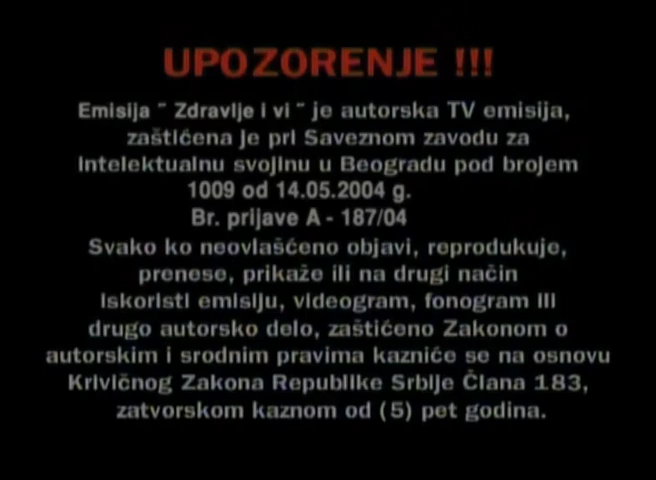 UPOZORENJE !!!
Emisija " Zdravlje i vi " je autorska TV emisija,
zaštićena je pri Saveznom zavodu za
intelektualnu svojinu u Beogradu pod brojem
1009 od 14.05.2004 g.
Br. prijave A - 187/04
Svako ko neovlašćeno objavi, reprodukuje,
prenese, prikaže ili na drugi način
iskoristi emisiju, videogram, fonogram ili
drugo autorsko delo, zaštićeno Zakonom o
autorskim i srodnim pravima kazniće se na osnovu
Krivičnog Zakona Republike Srbije Člana 183,
zatvorskom kaznom od (5) pet godina.